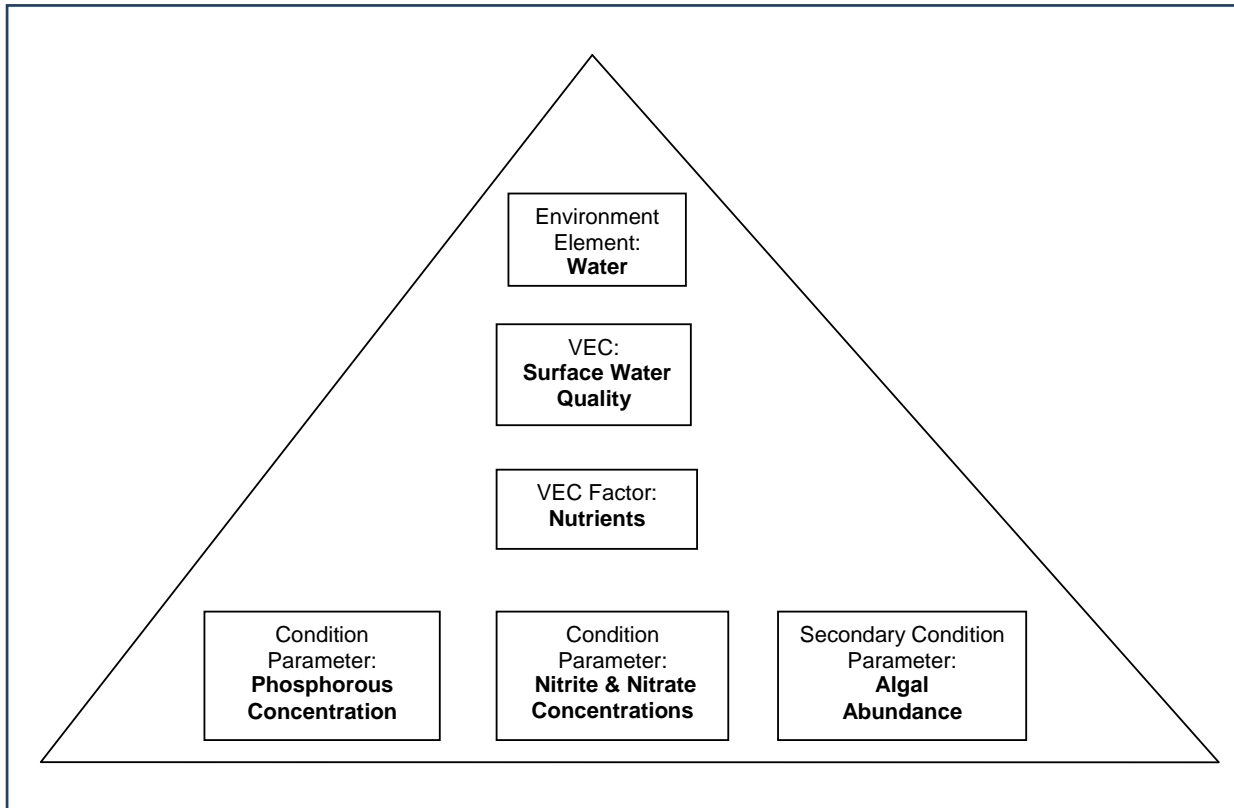 Environment
Element:
Water
VEC:
Surface Water
Quality
VEC Factor:
Nutrients
Condition
Parameter:
Phosphorous
Concentration
Condition
Parameter:
Nitrite & Nitrate
Concentrations
Secondary Condition
Parameter:
Algal
Abundance